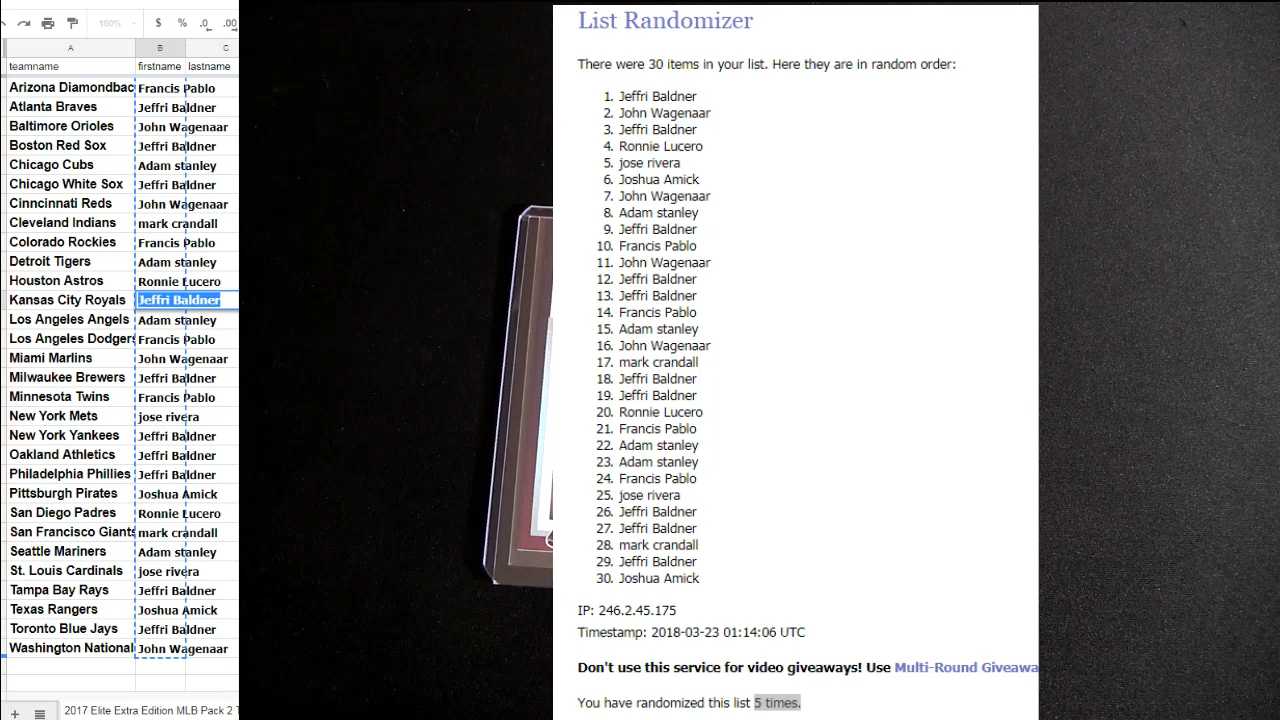 100%
$ % .0 .00
A B C
teamname firstname lastname
Arizona Diamondbac Francis Pablo
Atlanta Braves Jeffri Baldner
Baltimore Orioles John Wagenaar
Boston Red Sox Jeffri Baldner
Chicago Cubs Adam stanley
Chicago White Sox Jeffri Baldner
Cinncinnati Reds John Wagenaar
Cleveland Indians mark crandall
Colorado Rockies Francis Pablo
Detroit Tigers Adam stanley
Houston Astros Ronnie Lucero
Kansas City Royals Jeffri Baldner
Los Angeles Angels Adam stanley
Los Angeles Dodgers Francis Pablo
Miami Marlins John Wagenaar
Milwaukee Brewers Jeffri Baldner
Minnesota Twins Francis Pablo
New York Mets jose rivera
New York Yankees Jeffri Baldner
Oakland Athletics Jeffri Baldner
Philadelphia Phillies Jeffri Baldner
Pittsburgh Pirates Joshua Amick
San Diego Padres Ronnie Lucero
San Francisco Giants mark crandall
Seattle Mariners Adam stanley
St. Louis Cardinals jose rivera
Tampa Bay Rays Jeffri Baldner
Texas Rangers Joshua Amick
Toronto Blue Jays Jeffri Baldner
Washington National John Wagenaar
2017 Elite Extra Edition MLB Pack 2 T
List Randomizer
There were 30 items in your list. Here they are in random order:
1. Jeffri Baldner
2. John Wagenaar
3. Jeffri Baldner
4. Ronnie Lucero
5. jose rivera
6. Joshua Amick
7. John Wagenaar
8. Adam stanley
9. Jeffri Baldner
10. Francis Pablo
11. John Wagenaar
12. Jeffri Baldner
13. Jeffri Baldner
14. Francis Pablo
15. Adam stanley
16. John Wagenaar
17. mark crandall
18. Jeffri Baldner
19. Jeffri Baldner
20. Ronnie Lucero
21. Francis Pablo
22. Adam stanley
23. Adam stanley
24. Francis Pablo
25. jose rivera
26. Jeffri Baldner
27. Jeffri Baldner
28. mark crandall
29. Jeffri Baldner
30. Joshua Amick
IP: 246.2.45.175
Timestamp: 2018-03-23 01:14:06 UTC
Don't use this service for video giveaways! Use Multi-Round Giveawa
You have randomized this list 5 times.